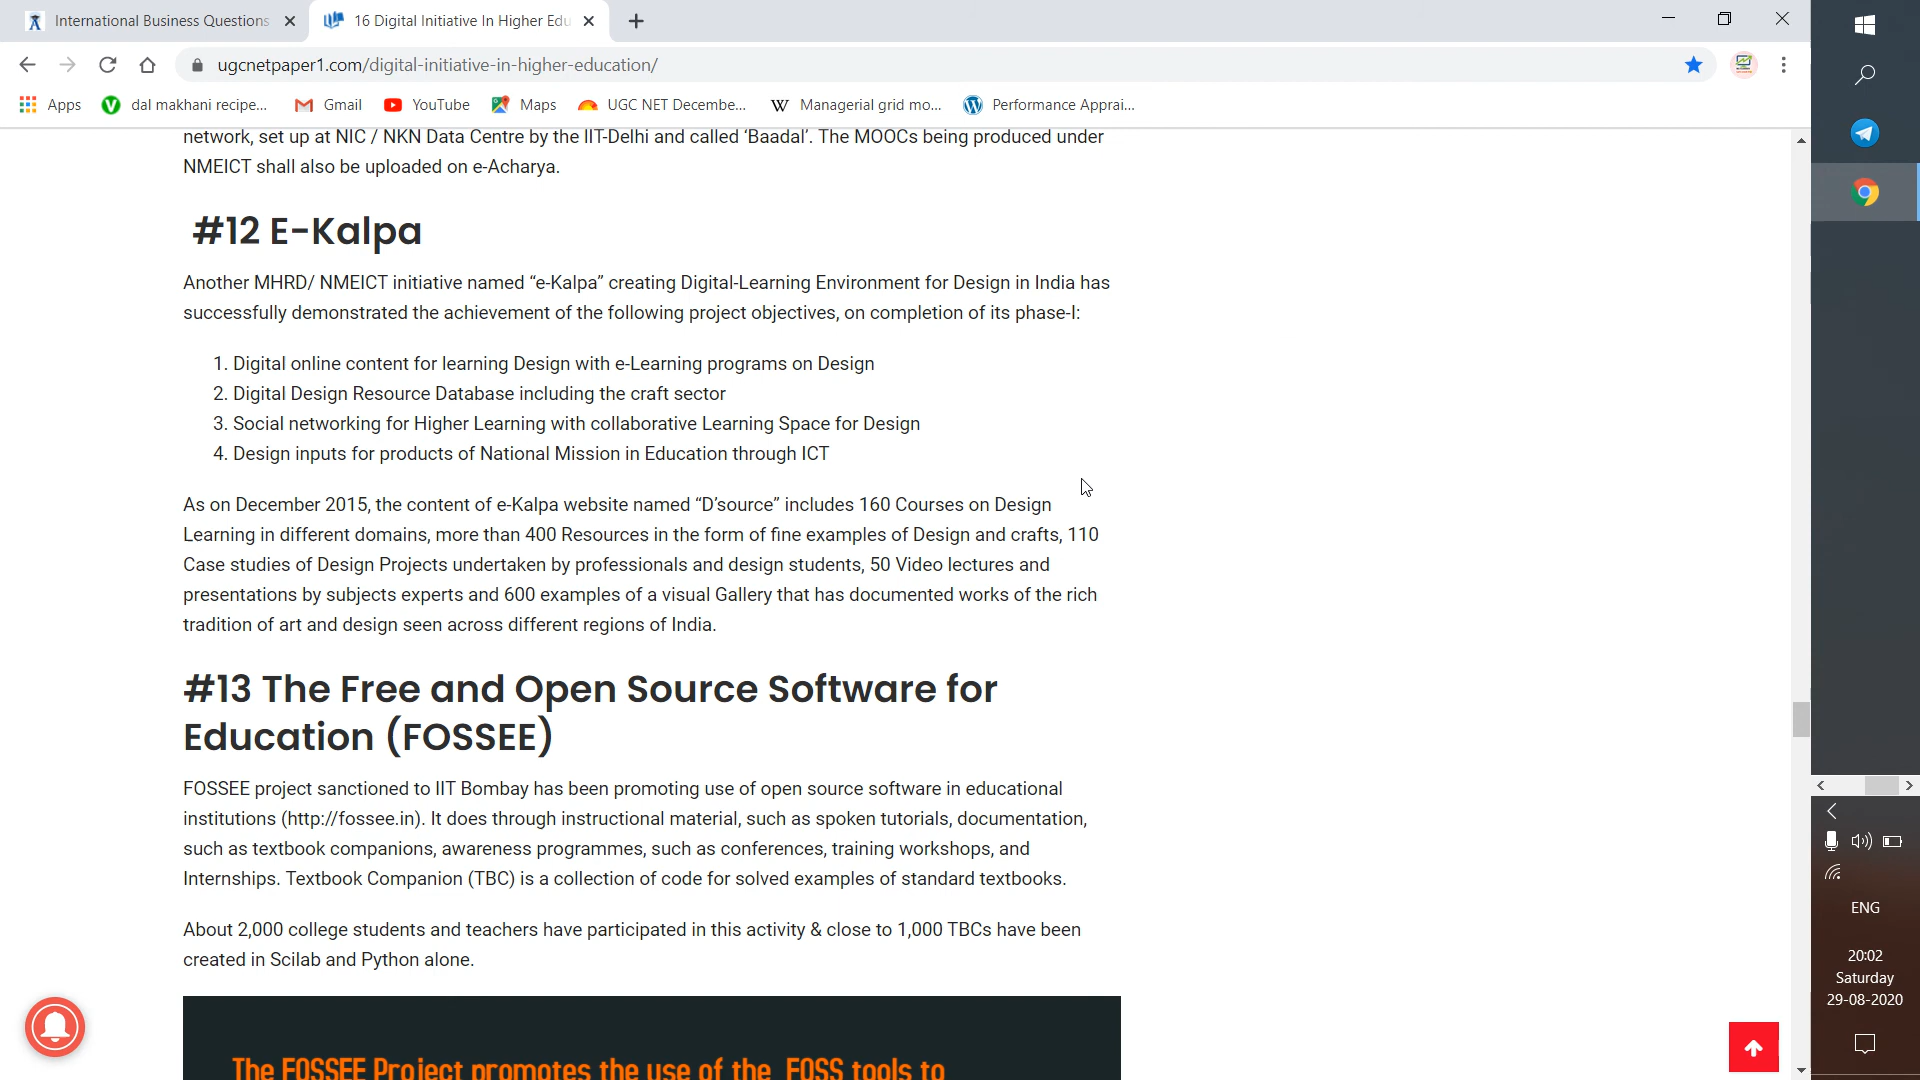 International Business Questions
16 Digital Initiative In Higher Edu
ugcnetpaper1.com/digital-initiative-in-higher-education/
Apps
dal makhani recipe...
Gmail
YouTube
Maps
UGC NET Decembe...
W Managerial grid mo...
Performance Apprai...
network, set up at NIC / NKN Data Centre by the IIT-Delhi and called ‘Baadal’. The MOOCs being produced under
NMEICT shall also be uploaded on e-Acharya.
#12 E-Kalpa
Another MHRD/ NMEICT initiative named “e-Kalpa” creating Digital-Learning Environment for Design in India has
successfully demonstrated the achievement of the following project objectives, on completion of its phase-I:
1. Digital online content for learning Design with e-Learning programs on Design
2. Digital Design Resource Database including the craft sector
3. Social networking for Higher Learning with collaborative Learning Space for Design
4. Design inputs for products of National Mission in Education through ICT
As on December 2015, the content of e-Kalpa website named “D’source” includes 160 Courses on Design
Learning in different domains, more than 400 Resources in the form of fine examples of Design and crafts, 110
Case studies of Design Projects undertaken by professionals and design students, 50 Video lectures and
presentations by subjects experts and 600 examples of a visual Gallery that has documented works of the rich
tradition of art and design seen across different regions of India.
#13 The Free and Open Source Software for
Education (FOSSEE)
FOSSEE project sanctioned to IIT Bombay has been promoting use of open source software in educational
institutions (http://fossee.in). It does through instructional material, such as spoken tutorials, documentation,
such as textbook companions, awareness programmes, such as conferences, training workshops, and
Internships. Textbook Companion (TBC) is a collection of code for solved examples of standard textbooks.
About 2,000 college students and teachers have participated in this activity & close to 1,000 TBCs have been
created in Scilab and Python alone.
The FOSSEE Project promotes the use of the FOSS tools to
ENG
20:02
Saturday
29-08-2020